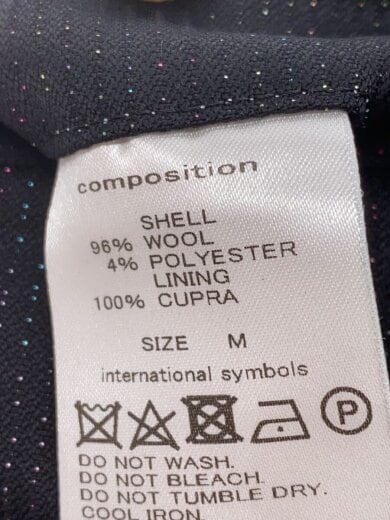 composition
SHELL
96% WOOL
4% POLYESTER
LINING
100% CUPRA
SIZE M
international symbols
P
DO NOT WASH.
DO NOT BLEACH.
DO NOT TUMBLE DRY.
COOL IRON.